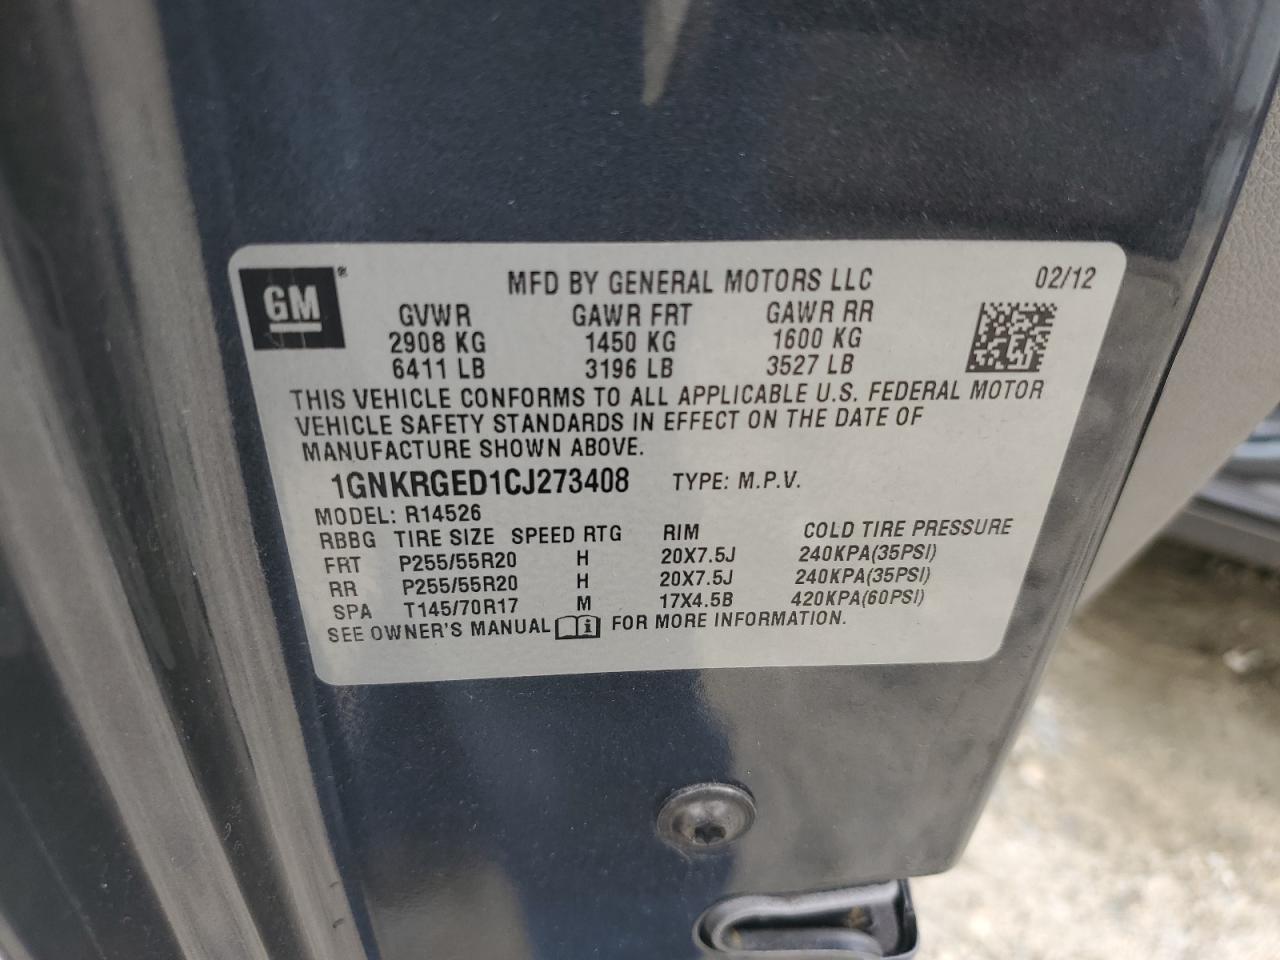 GM®
MFD BY GENERAL MOTORS LLC 02/12
GVWR GAWR FRT GAWR RR
2908 KG 1450 KG 1600 KG
6411 LB 3196 LB 3527 LB
THIS VEHICLE CONFORMS TO ALL APPLICABLE U.S. FEDERAL MOTOR
VEHICLE SAFETY STANDARDS IN EFFECT ON THE DATE OF
MANUFACTURE SHOWN ABOVE.
1GNKRGED1CJ273408 TYPE: M.P.V.
MODEL: R14526
RBBG TIRE SIZE SPEED RTG RIM COLD TIRE PRESSURE
FRT P255/55R20 H 20X7.5J 240KPA(35PSI)
RR P255/55R20 H 20X7.5J 240KPA(35PSI)
SPA T145/70R17 M 17X4.5B 420KPA(60PSI)
SEE OWNER'S MANUAL i FOR MORE INFORMATION.